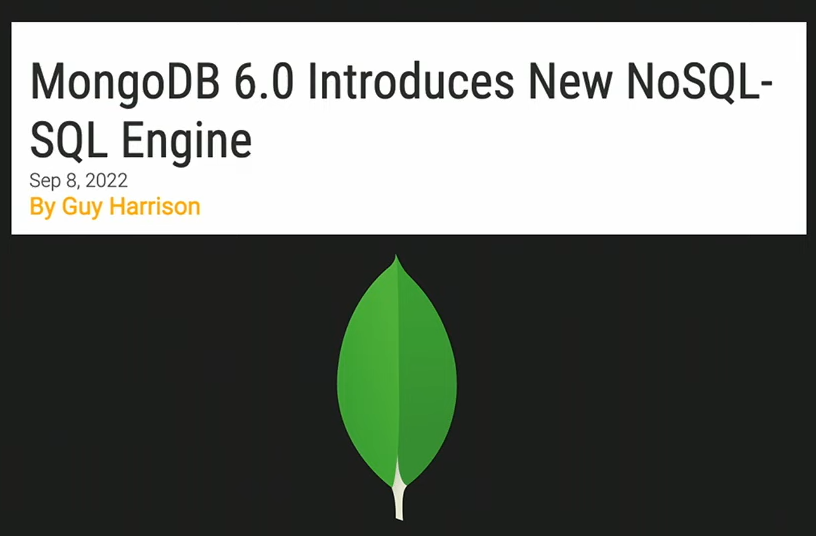 MongoDB 6.0 Introduces New NoSQL-
SQL Engine
Sep 8, 2022
By Guy Harrison